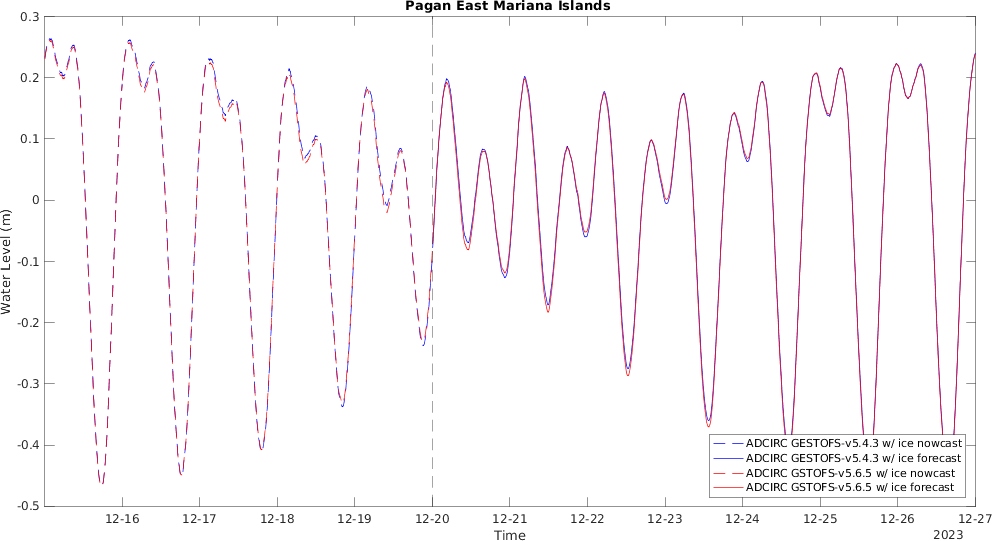 Pagan East Mariana Islands
0.3
0.2
0.1
0
-0.1
-0.2
-0.3
-0.4
-0.5
Water Level (m)
ADCIRC GESTOFS-v5.4.3 w/ ice nowcast
ADCIRC GESTOFS-v5.4.3 w/ ice forecast
ADCIRC GSTOFS-v5.6.5 w/ ice nowcast
ADCIRC GSTOFS-v5.6.5 w/ ice forecast
12-16 12-17 12-18 12-19 12-20 12-21 12-22 12-23 12-24 12-25 12-26 12-27
Time
2023